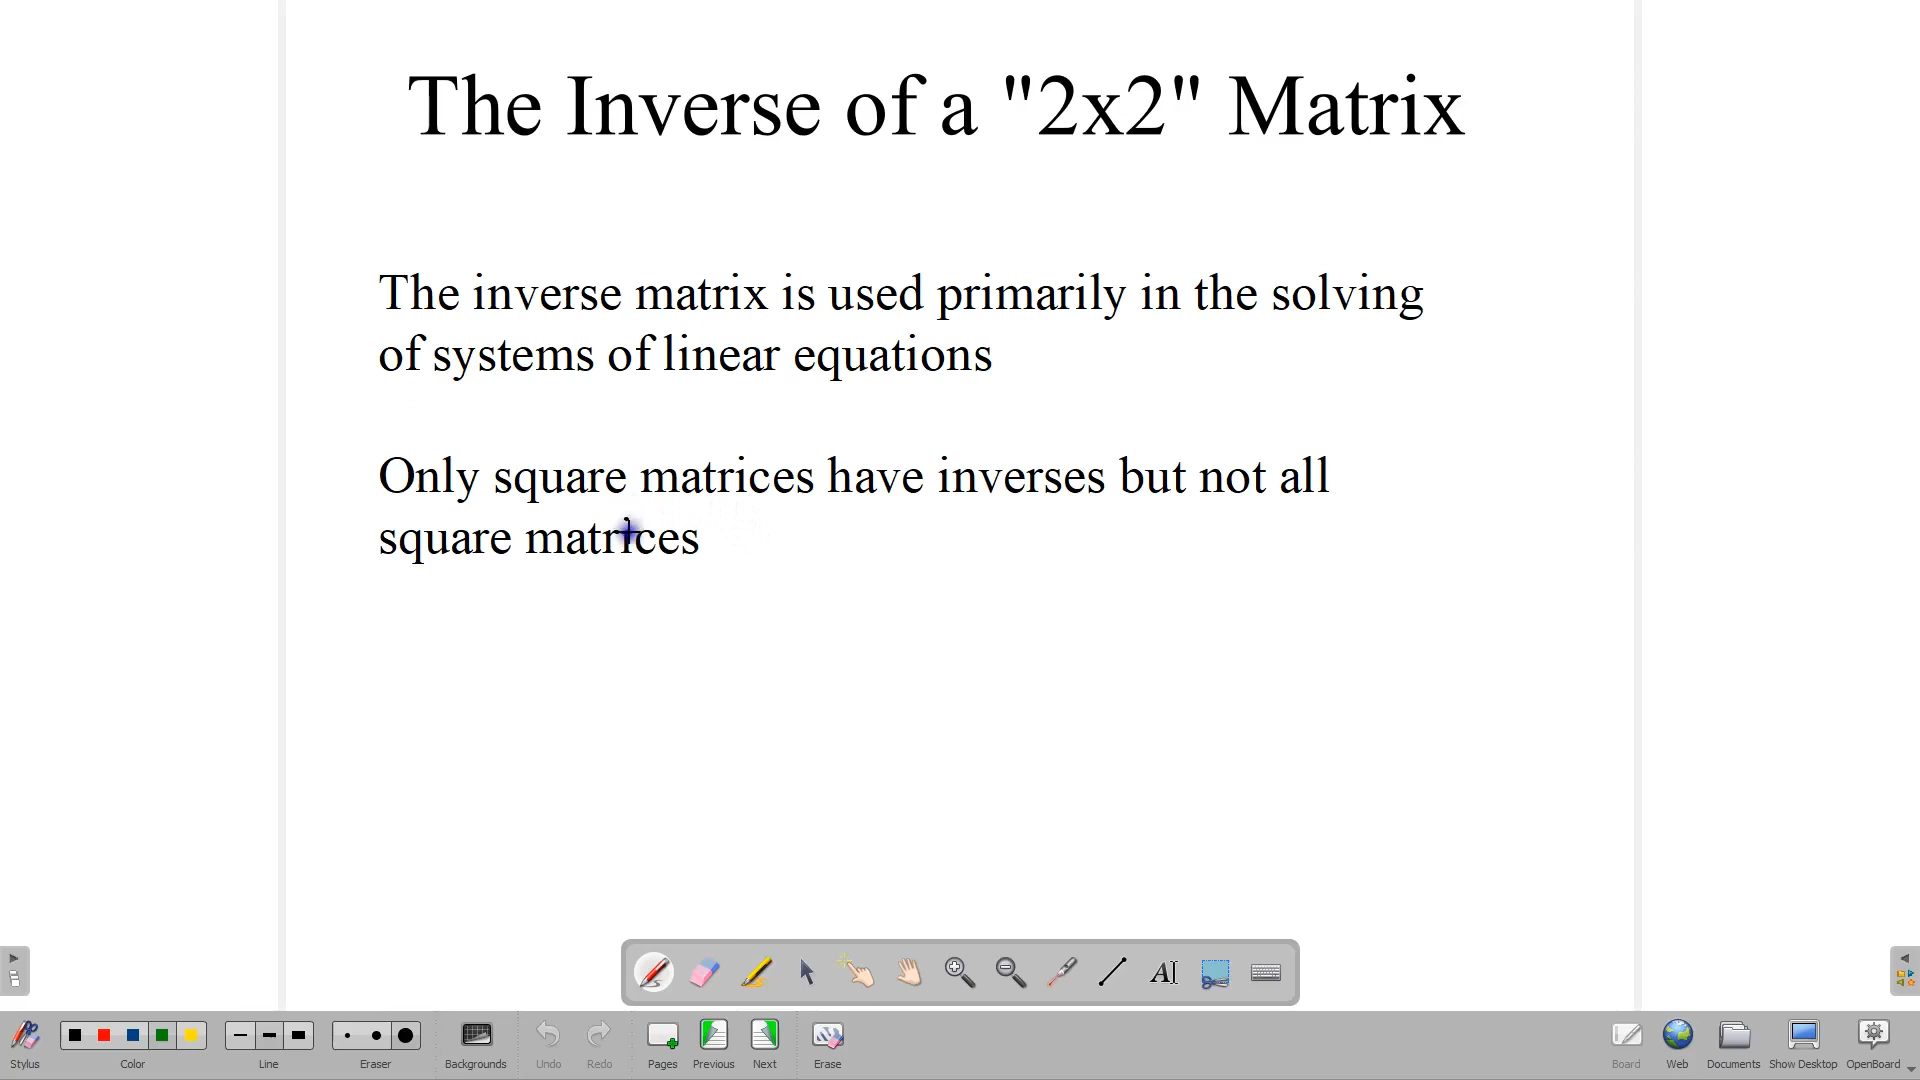 The Inverse of a "2x2" Matrix
The inverse matrix is used primarily in the solving
of systems of linear equations
Only square matrices have inverses but not all
square matrices
Stylus
Color
Line
Eraser
Backgrounds
Undo
Redo
Pages
Previous
Next
Erase
Board
Web
Documents
Show Desktop
OpenBoard